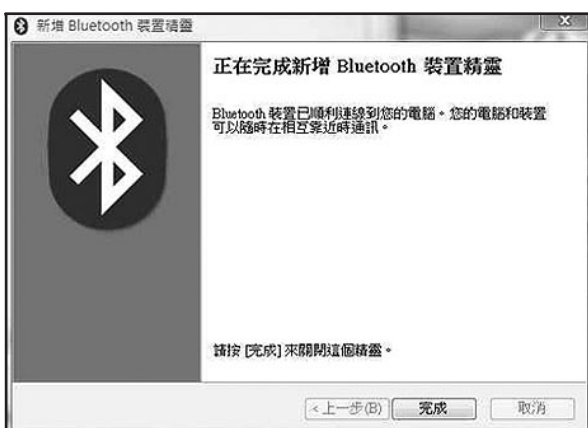 新增 Bluetooth 裝置精靈
正在完成新增 Bluetooth 裝置精靈
Bluetooth 裝置已順利連線到您的電腦。您的電腦和裝置
可以隨時在相互靠近時通訊。
請按 [完成] 來關閉這個精靈。
<上一步(B) 完成 取消